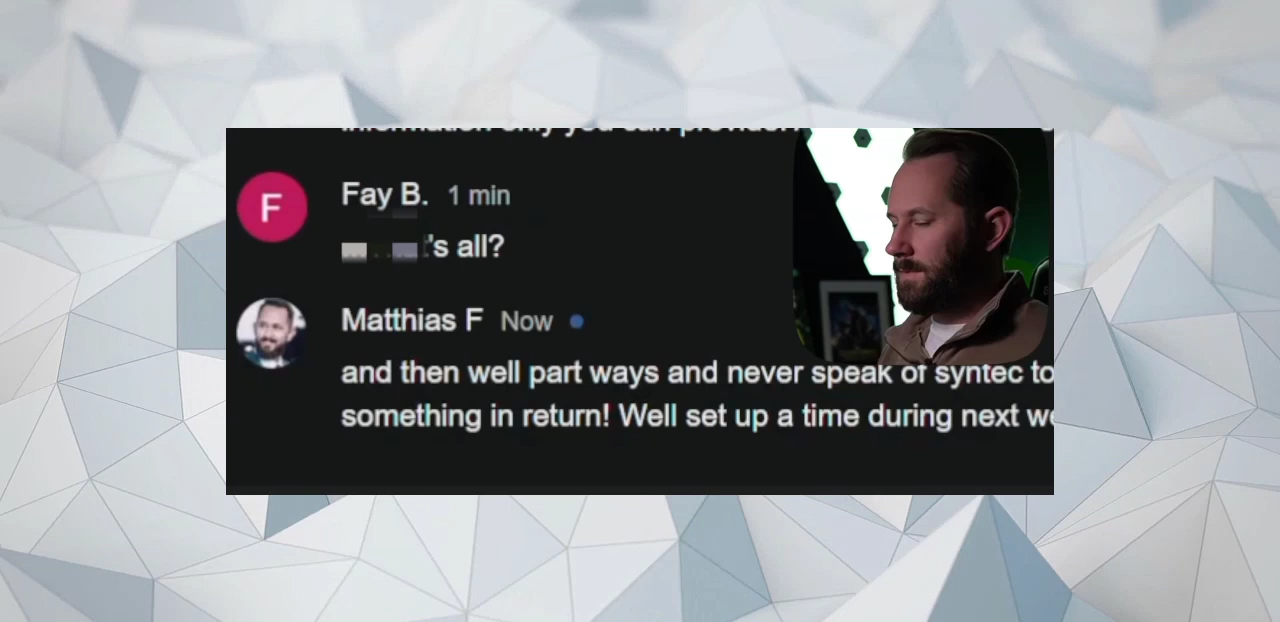 F
Fay B. 1 min
's all?
Matthias F Now
and then well part ways and never speak of syntec to
something in return! Well set up a time during next we